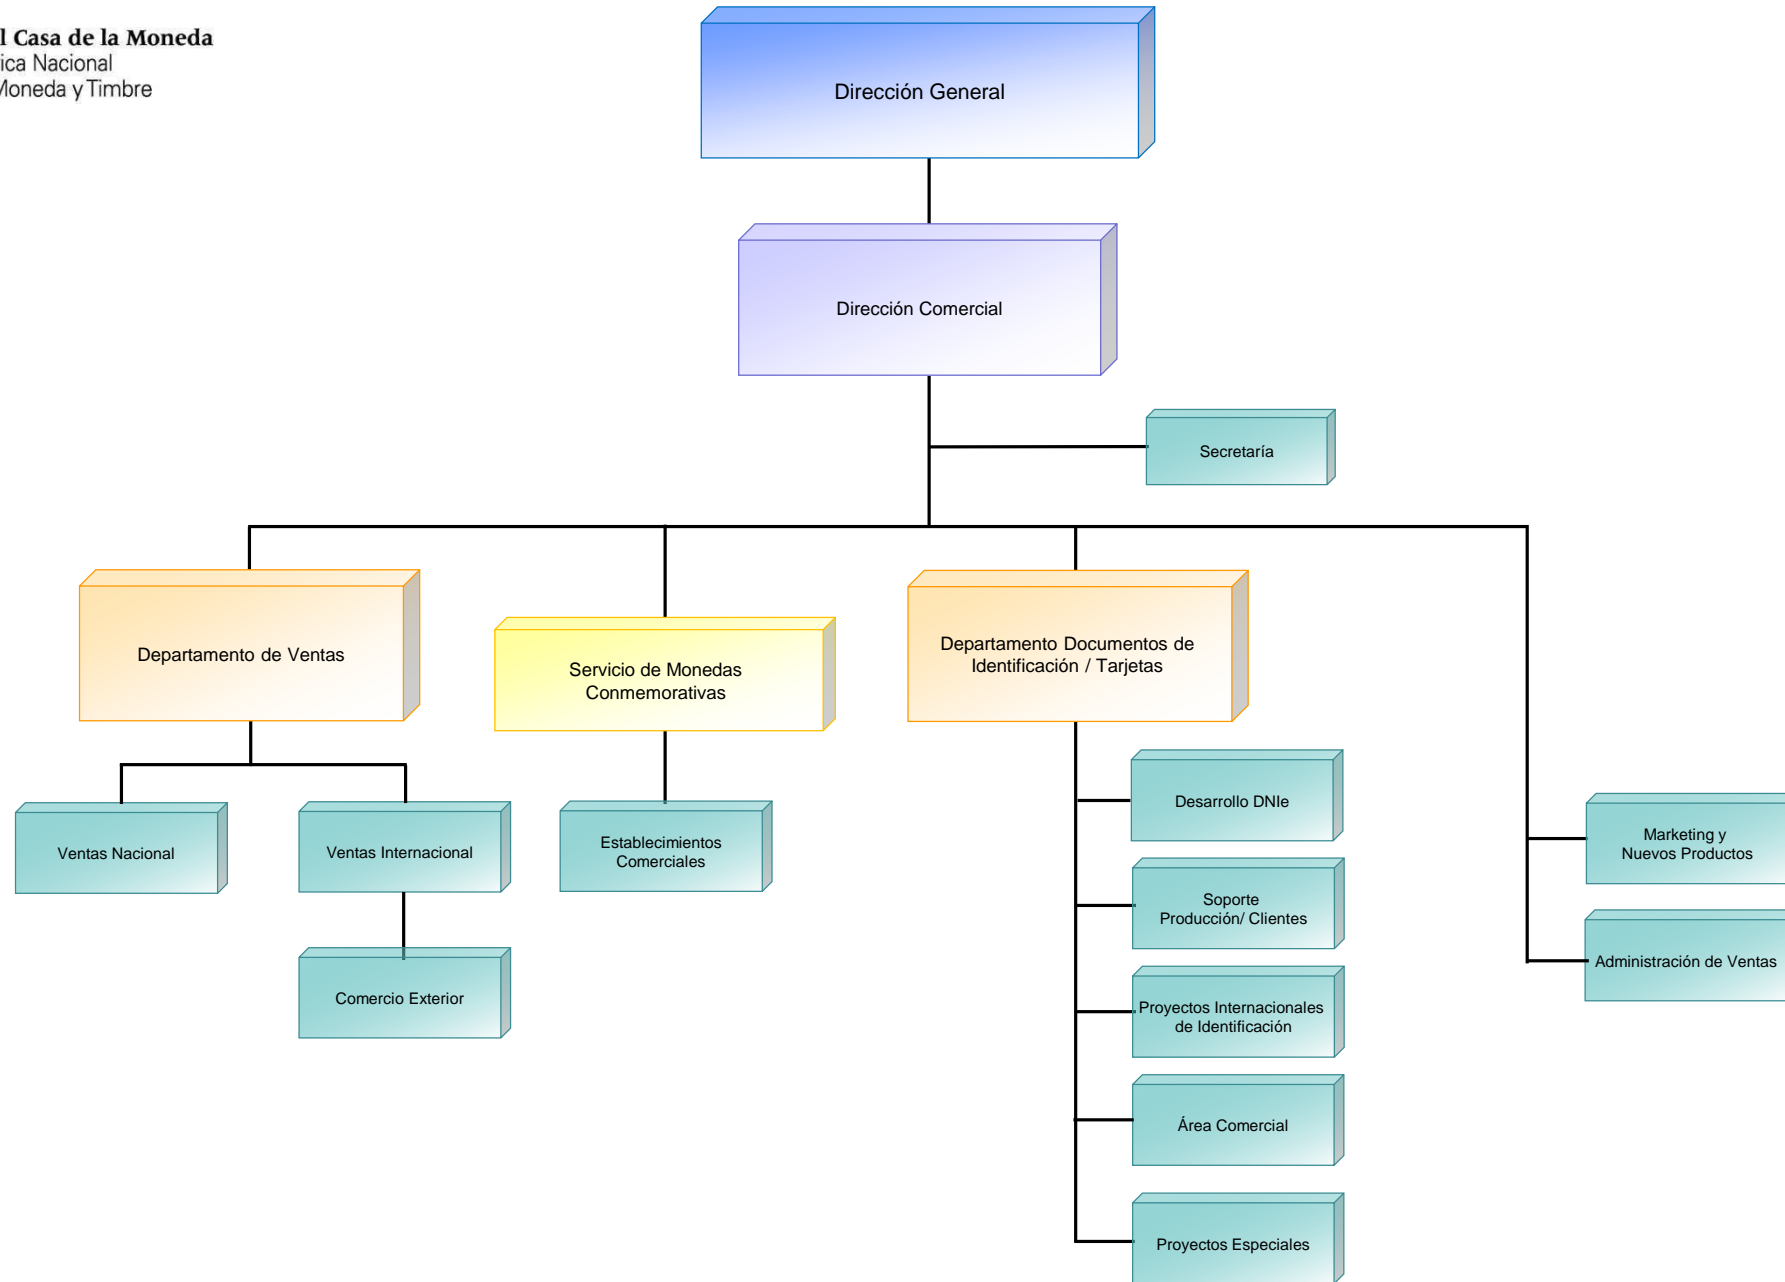 l Casa de la Moneda
ica Nacional
Moneda y Timbre
Dirección General
Dirección Comercial
Secretaría
Departamento de Ventas
Servicio de Monedas
Conmemorativas
Departamento Documentos de
Identificación / Tarjetas
Ventas Nacional
Ventas Internacional
Comercio Exterior
Establecimientos
Comerciales
Desarrollo DNIe
Soporte
Producción/ Clientes
Proyectos Internacionales
de Identificación
Área Comercial
Proyectos Especiales
Marketing y
Nuevos Productos
Administración de Ventas